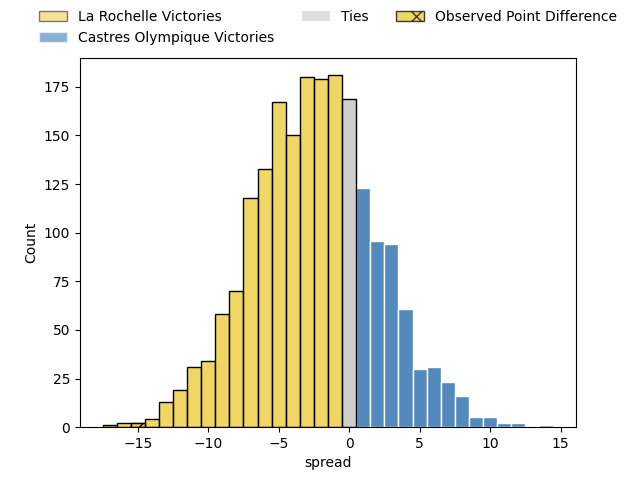 La Rochelle Victories
Castres Olympique Victories
Ties
Observed Point Difference
175
150
125
100
75
50
25
0
Count
−15
−10
−5
0
5
10
15
spread